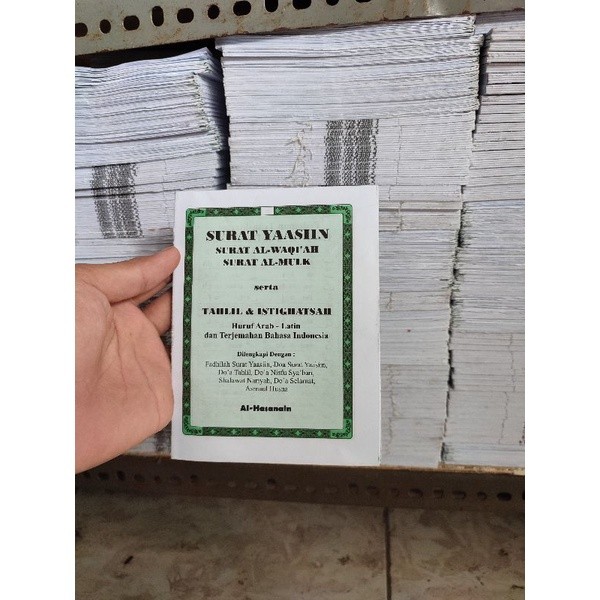 SURAT YAASIIN
SURAT AL-WAQI'AH
SURAT AL-MULK
serta
TAHLIL & ISTIGHATSAH
Huruf Arab - Latin
dan Terjemahan Bahasa Indonesia
Dilengkapi Dengan :
Fadhilah Surat Yaasiin, Doa Surat Yaasiin,
Do'a Tahlil, Do'a Nisfu Sya'ban,
Shalawat Nariyah, Do'a Selamat,
Asmaul Husna
Al-Hasanain